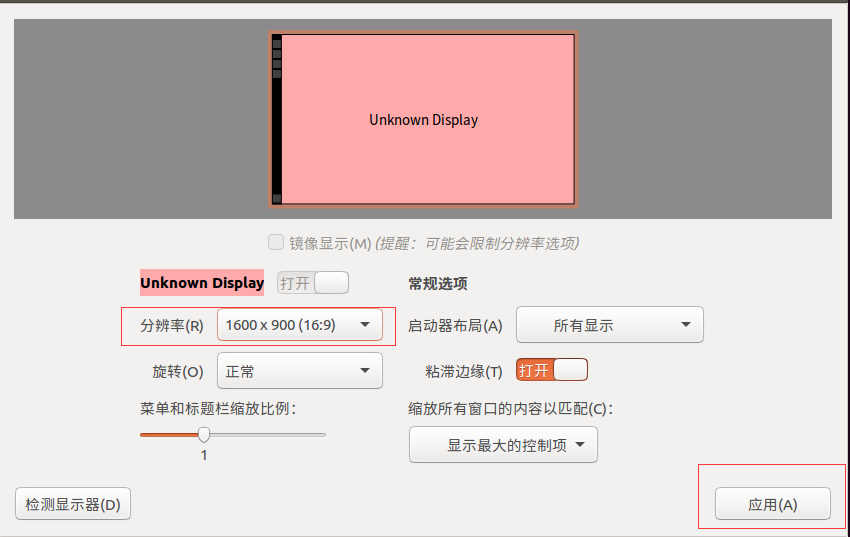 Unknown Display
镜像显示(M) (提醒：可能会限制分辨率选项)
Unknown Display 打开 常规选项
分辨率(R) 1600 x 900 (16:9) 启动器布局(A) 所有显示
旋转(O) 正常 粘滞边缘(T) 打开
菜单和标题栏缩放比例： 缩放所有窗口的内容以匹配(C)：
1 显示最大的控制项
检测显示器(D) 应用(A)